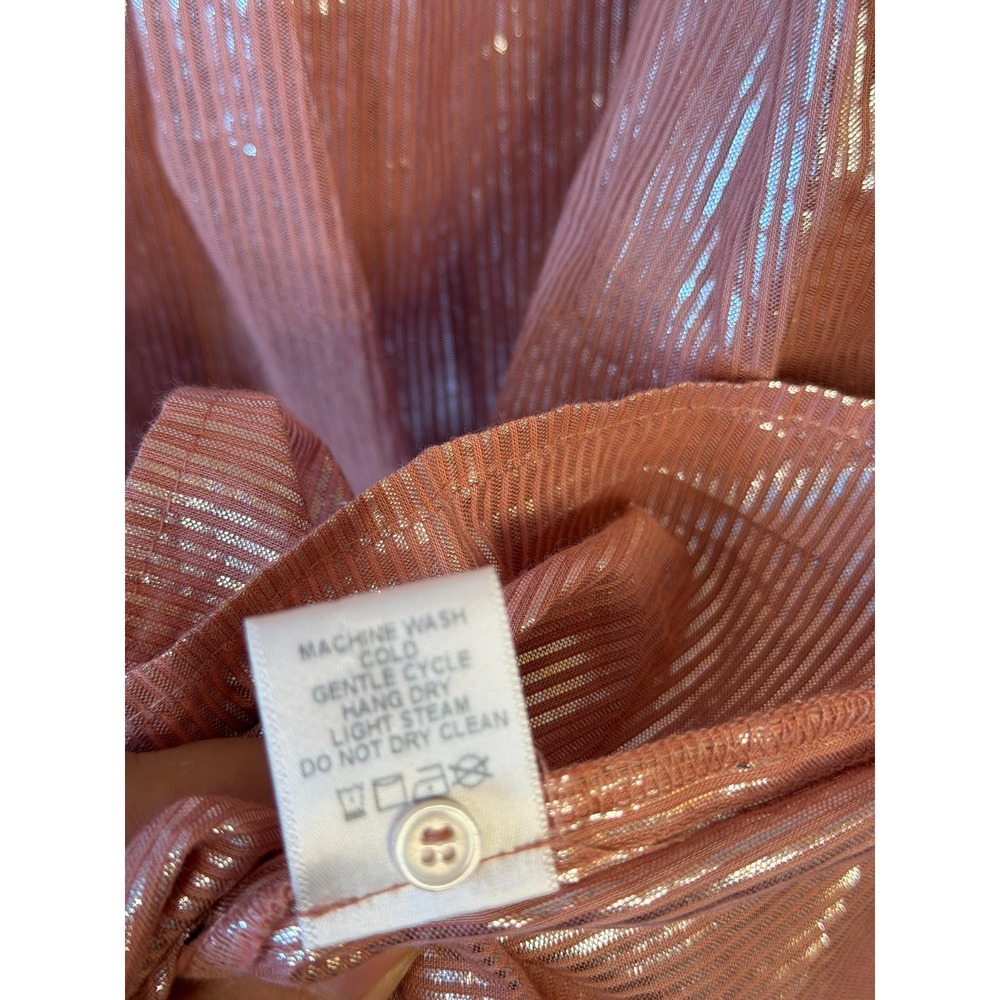 MACHINE WASH
COLD
GENTLE CYCLE
HANG DRY
LIGHT STEAM
DO NOT DRY CLEAN